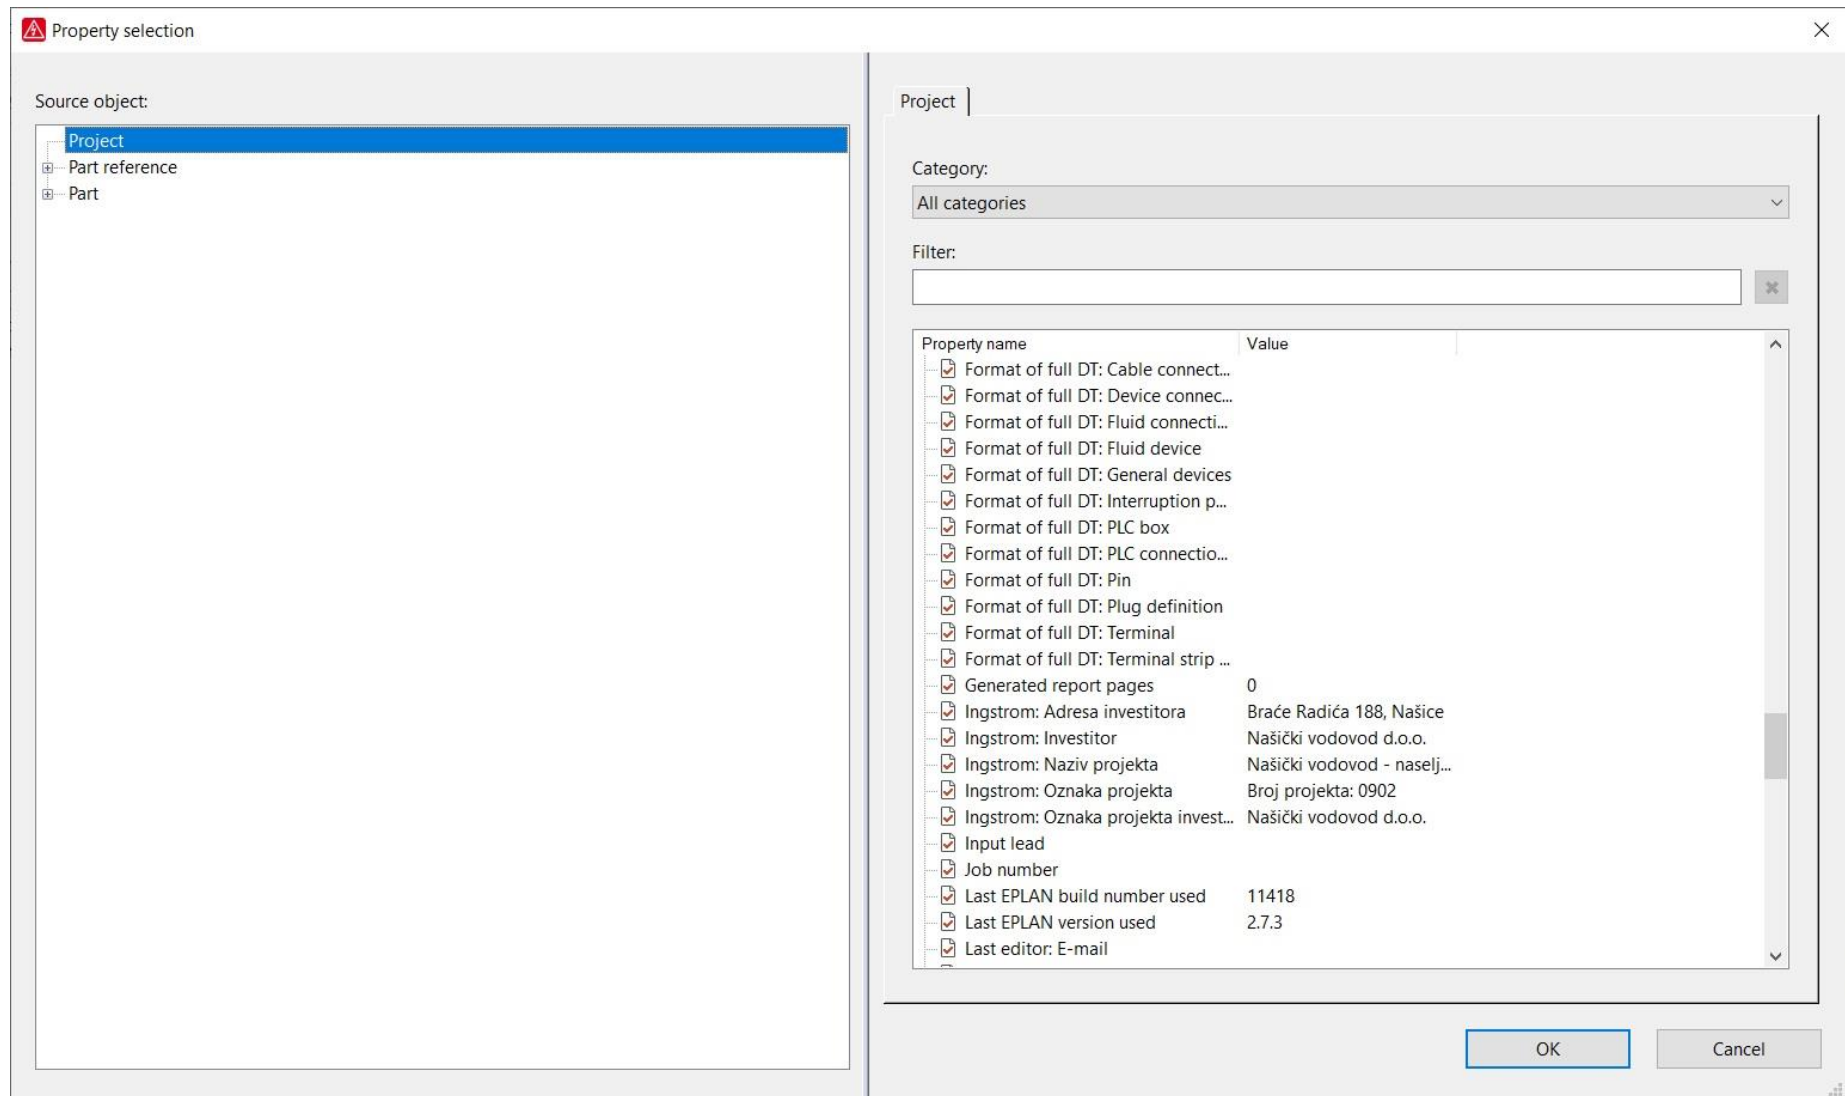 Property selection
Source object:
Project
Part reference
Part
Project
Category:
All categories
Filter:
Property name Value
Format of full DT: Cable connect...
Format of full DT: Device connec...
Format of full DT: Fluid connecti...
Format of full DT: Fluid device
Format of full DT: General devices
Format of full DT: Interruption p...
Format of full DT: PLC box
Format of full DT: PLC connectio...
Format of full DT: Pin
Format of full DT: Plug definition
Format of full DT: Terminal
Format of full DT: Terminal strip ...
Generated report pages 0
Ingstrom: Adresa investitora Braće Radića 188, Našice
Ingstrom: Investitor Našički vodovod d.o.o.
Ingstrom: Naziv projekta Našički vodovod - naselj...
Ingstrom: Oznaka projekta Broj projekta: 0902
Ingstrom: Oznaka projekta invest... Našički vodovod d.o.o.
Input lead
Job number
Last EPLAN build number used 11418
Last EPLAN version used 2.7.3
Last editor: E-mail
OK Cancel